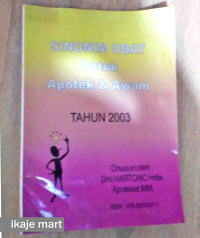 SINONIM OBAT
Untuk
Apotek & Awam
TAHUN 2003
Disusun oleh
Drs. HARTONO Hdw.
Apoteker, MM.
ikaje mart